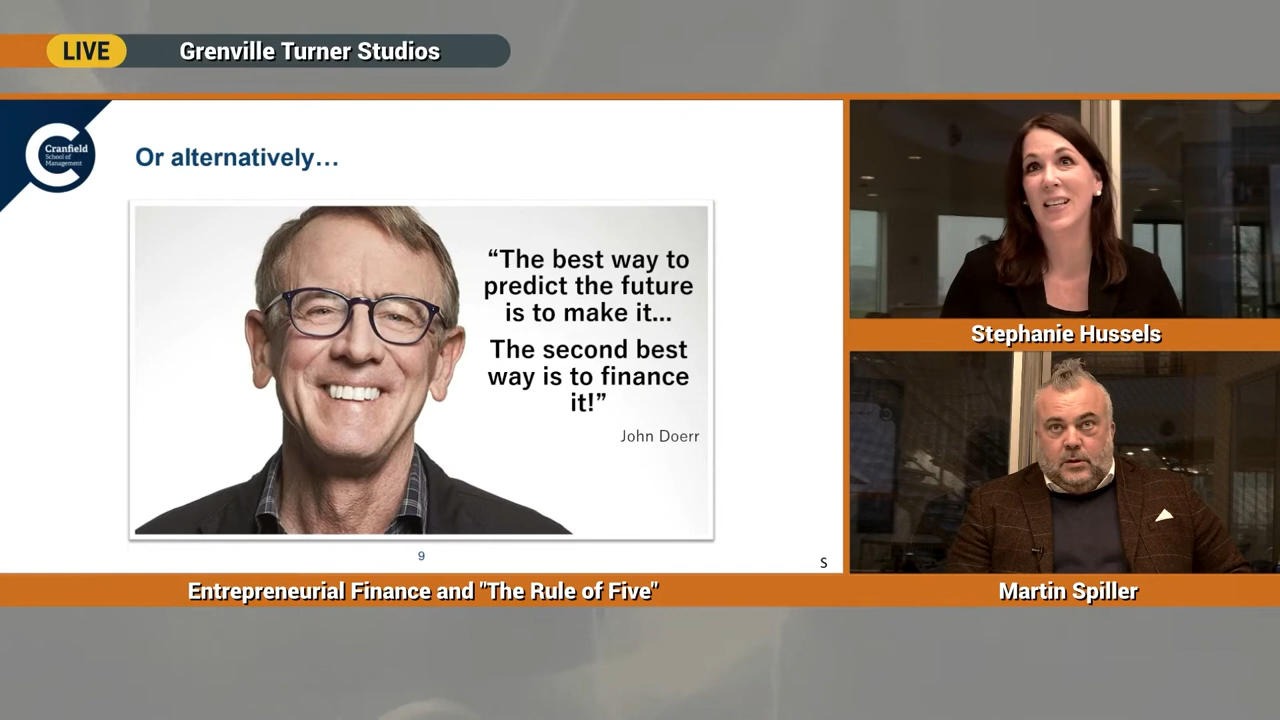 LIVE
Grenville Turner Studios
Cranfield
School of
Management
Or alternatively…
“The best way to
predict the future
is to make it...
The second best
way is to finance
it!”
John Doerr
9
S
Stephanie Hussels
Martin Spiller
Entrepreneurial Finance and "The Rule of Five"